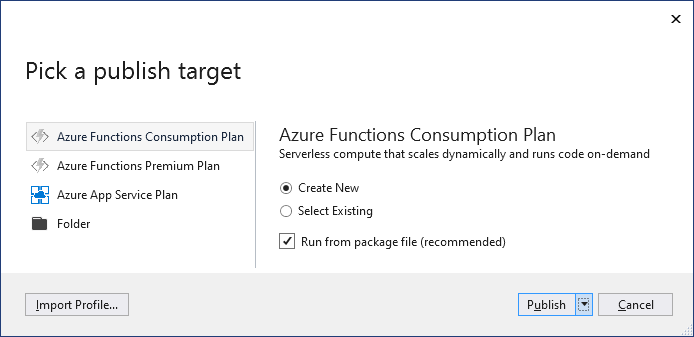 Pick a publish target
Azure Functions Consumption Plan
Azure Functions Premium Plan
Azure App Service Plan
Folder
Azure Functions Consumption Plan
Serverless compute that scales dynamically and runs code on-demand
Create New
Select Existing
Run from package file (recommended)
Import Profile...
Publish
Cancel